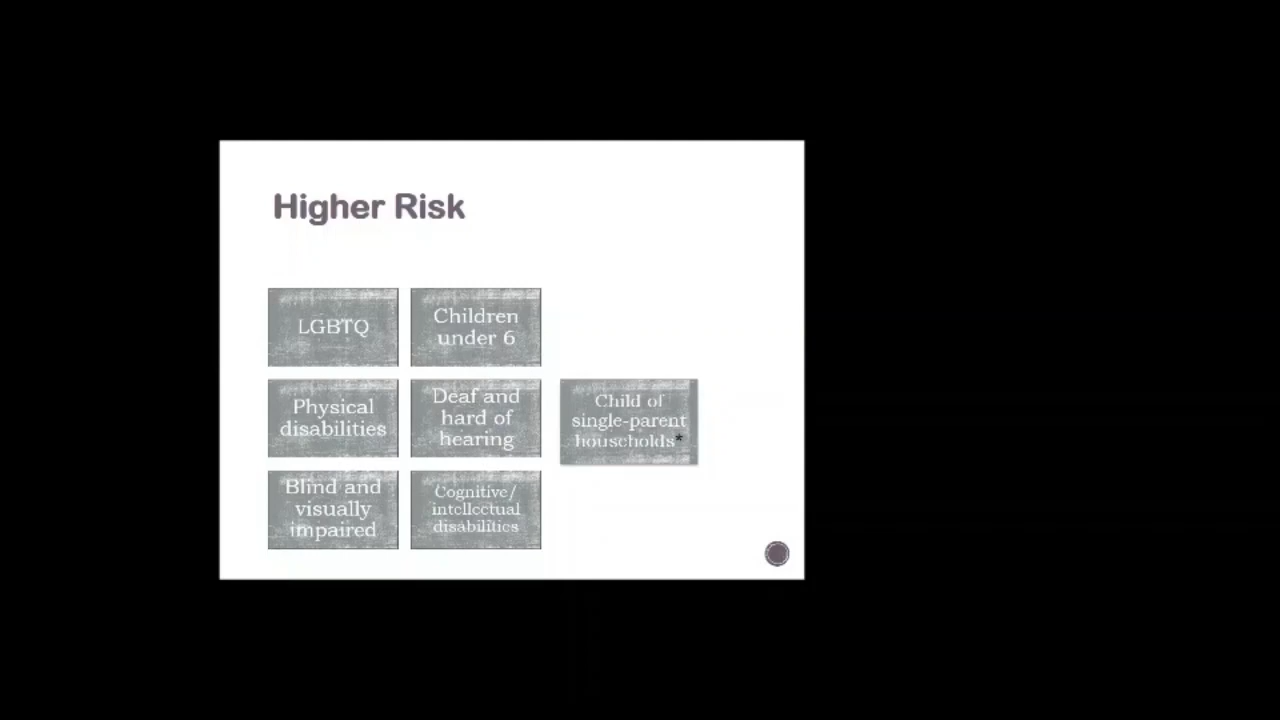 Higher Risk
LGBTQ
Children
under 6
Physical
disabilities
Deaf and
hard of
hearing
Child of
single-parent
households*
Blind and
visually
impaired
Cognitive/
intellectual
disabilities